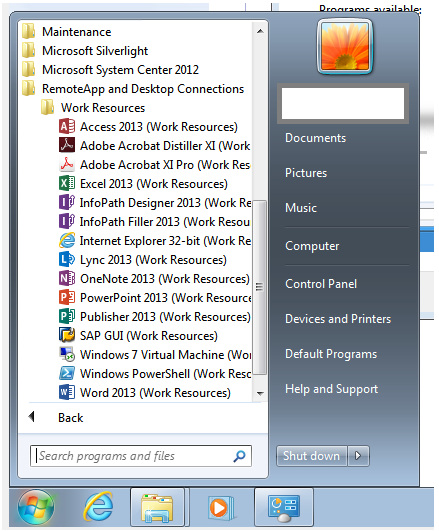 Programs available:
Maintenance
Microsoft Silverlight
Microsoft System Center 2012
RemoteApp and Desktop Connections
Work Resources
Access 2013 (Work Resources)
Adobe Acrobat Distiller XI (Work
Adobe Acrobat XI Pro (Work Res
Excel 2013 (Work Resources)
InfoPath Designer 2013 (Work Re
InfoPath Filler 2013 (Work Resou
Internet Explorer 32-bit (Work Re
Lync 2013 (Work Resources)
OneNote 2013 (Work Resources)
PowerPoint 2013 (Work Resources)
Publisher 2013 (Work Resources)
SAP GUI (Work Resources)
Windows 7 Virtual Machine (Wor
Windows PowerShell (Work Resc
Word 2013 (Work Resources)
Back
Search programs and files
Documents
Pictures
Music
Computer
Control Panel
Devices and Printers
Default Programs
Help and Support
Shut down